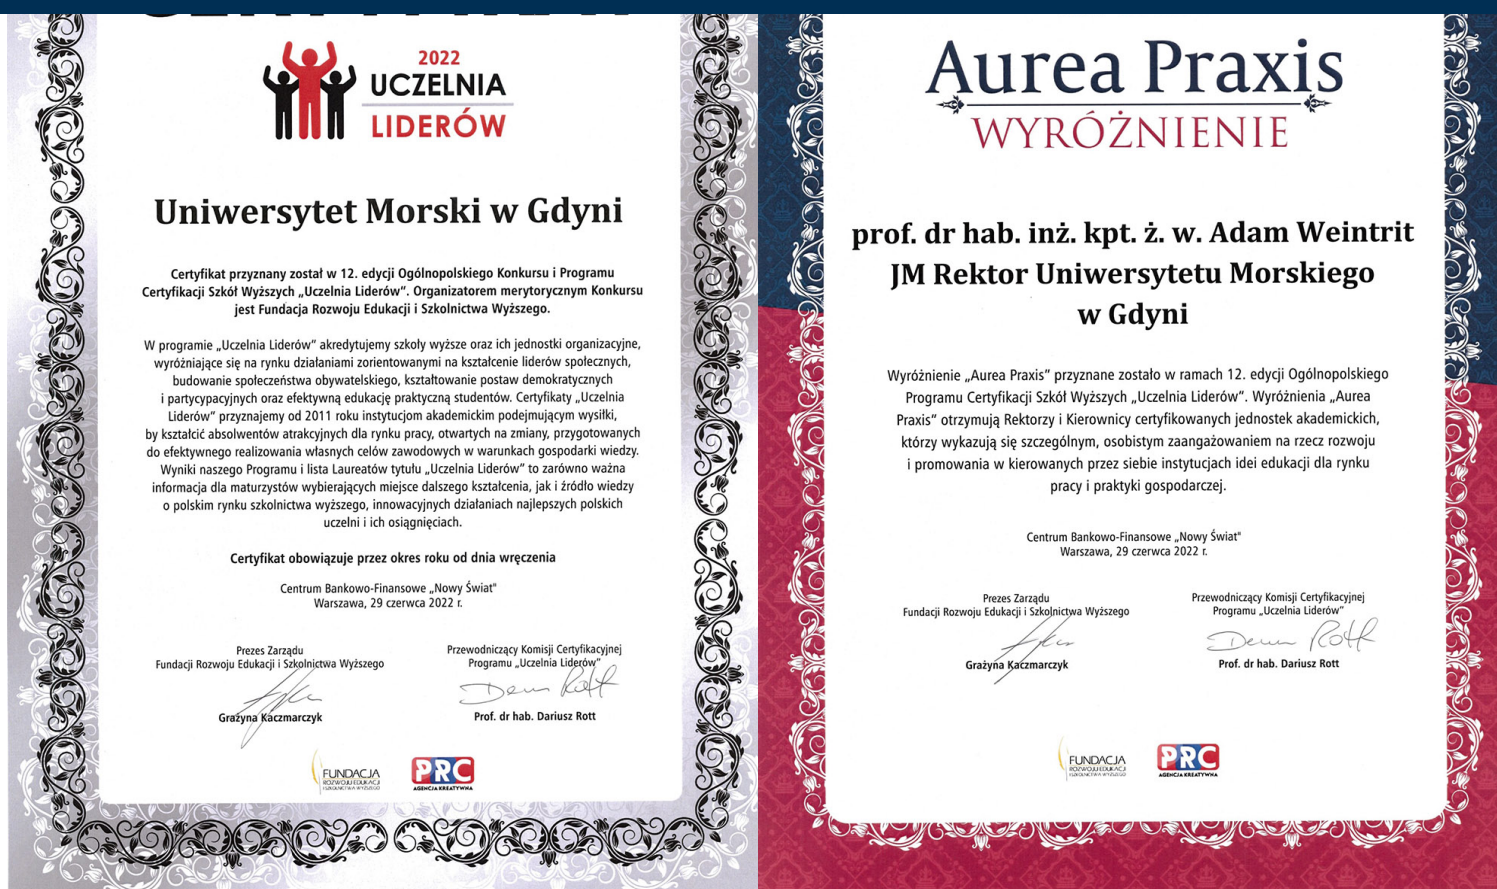 2022
UCZELNIA
LIDERÓW
Uniwersytet Morski w Gdyni
Certyfikat przyznany został w 12. edycji Ogólnopolskiego Konkursu i Programu
Certyfikacji Szkół Wyższych „Uczelnia Liderów". Organizatorem merytorycznym Konkursu
jest Fundacja Rozwoju Edukacji i Szkolnictwa Wyższego.
W programie „Uczelnia Liderów" akredytujemy szkoły wyższe oraz ich jednostki organizacyjne,
wyróżniające się na rynku działaniami zorientowanymi na kształcenie liderów społecznych,
budowanie społeczeństwa obywatelskiego, kształtowanie postaw demokratycznych
i partycypacyjnych oraz efektywną edukację praktyczną studentów. Certyfikaty „Uczelnia
Liderów" przyznajemy od 2011 roku instytucjom akademickim podejmującym wysiłki,
by kształcić absolwentów atrakcyjnych dla rynku pracy, otwartych na zmiany, przygotowanych
do efektywnego realizowania własnych celów zawodowych w warunkach gospodarki wiedzy.
Wyniki naszego Programu i lista Laureatów tytułu „Uczelnia Liderów" to zarówno ważna
informacja dla maturzystów wybierających miejsce dalszego kształcenia, jak i źródło wiedzy
o polskim rynku szkolnictwa wyższego, innowacyjnych działaniach najlepszych polskich
uczelni i ich osiągnięciach.
Certyfikat obowiązuje przez okres roku od dnia wręczenia
Centrum Bankowo-Finansowe „Nowy Świat"
Warszawa, 29 czerwca 2022 r.
Prezes Zarządu
Fundacji Rozwoju Edukacji i Szkolnictwa Wyższego
Grażyna Kaczmarczyk
Przewodniczący Komisji Certyfikacyjnej
Programu „Uczelnia Liderów"
Prof. dr hab. Dariusz Rott
FUNDACJA
ROZWOJU EDUKACJI
I SZKOLNICTWA WYŻSZEGO
PRC
AGENCJA KREATYWNA
Aurea Praxis
WYRÓŻNIENIE
prof. dr hab. inż. kpt. ż. w. Adam Weintrit
JM Rektor Uniwersytetu Morskiego
w Gdyni
Wyróżnienie „Aurea Praxis" przyznane zostało w ramach 12. edycji Ogólnopolskiego
Programu Certyfikacji Szkół Wyższych „Uczelnia Liderów". Wyróżnienia „Aurea
Praxis" otrzymują Rektorzy i Kierownicy certyfikowanych jednostek akademickich,
którzy wykazują się szczególnym, osobistym zaangażowaniem na rzecz rozwoju
i promowania w kierowanych przez siebie instytucjach idei edukacji dla rynku
pracy i praktyki gospodarczej.
Centrum Bankowo-Finansowe „Nowy Świat"
Warszawa, 29 czerwca 2022 r.
Prezes Zarządu
Fundacji Rozwoju Edukacji i Szkolnictwa Wyższego
Grażyna Kaczmarczyk
Przewodniczący Komisji Certyfikacyjnej
Programu „Uczelnia Liderów"
Prof. dr hab. Dariusz Rott
FUNDACJA
ROZWOJU EDUKACJI
I SZKOLNICTWA WYŻSZEGO
PRC
AGENCJA KREATYWNA